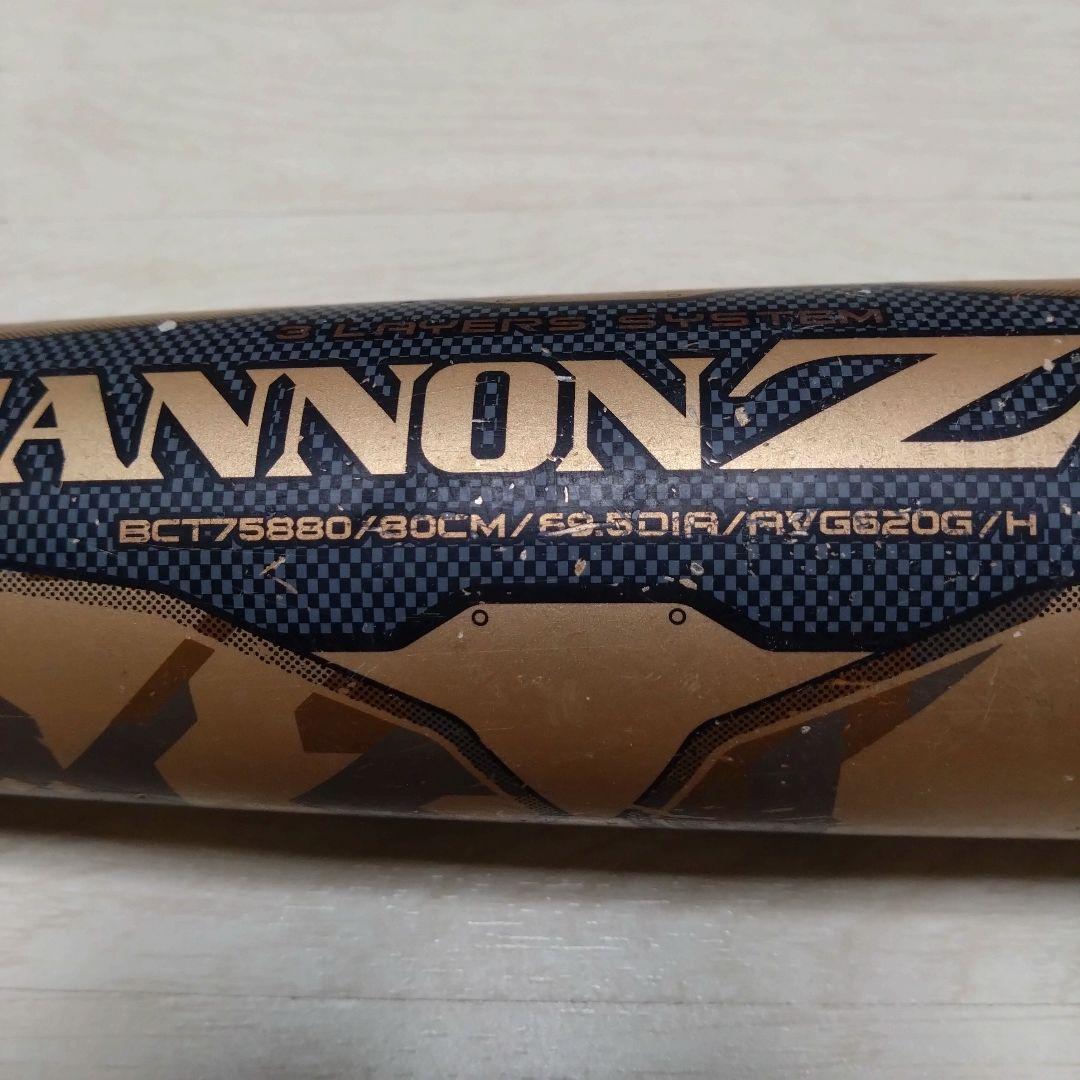 3 LAYERS SYSTEM
ANNONZ
BCT75880/80CM/69.5DIA/AVG620G/H